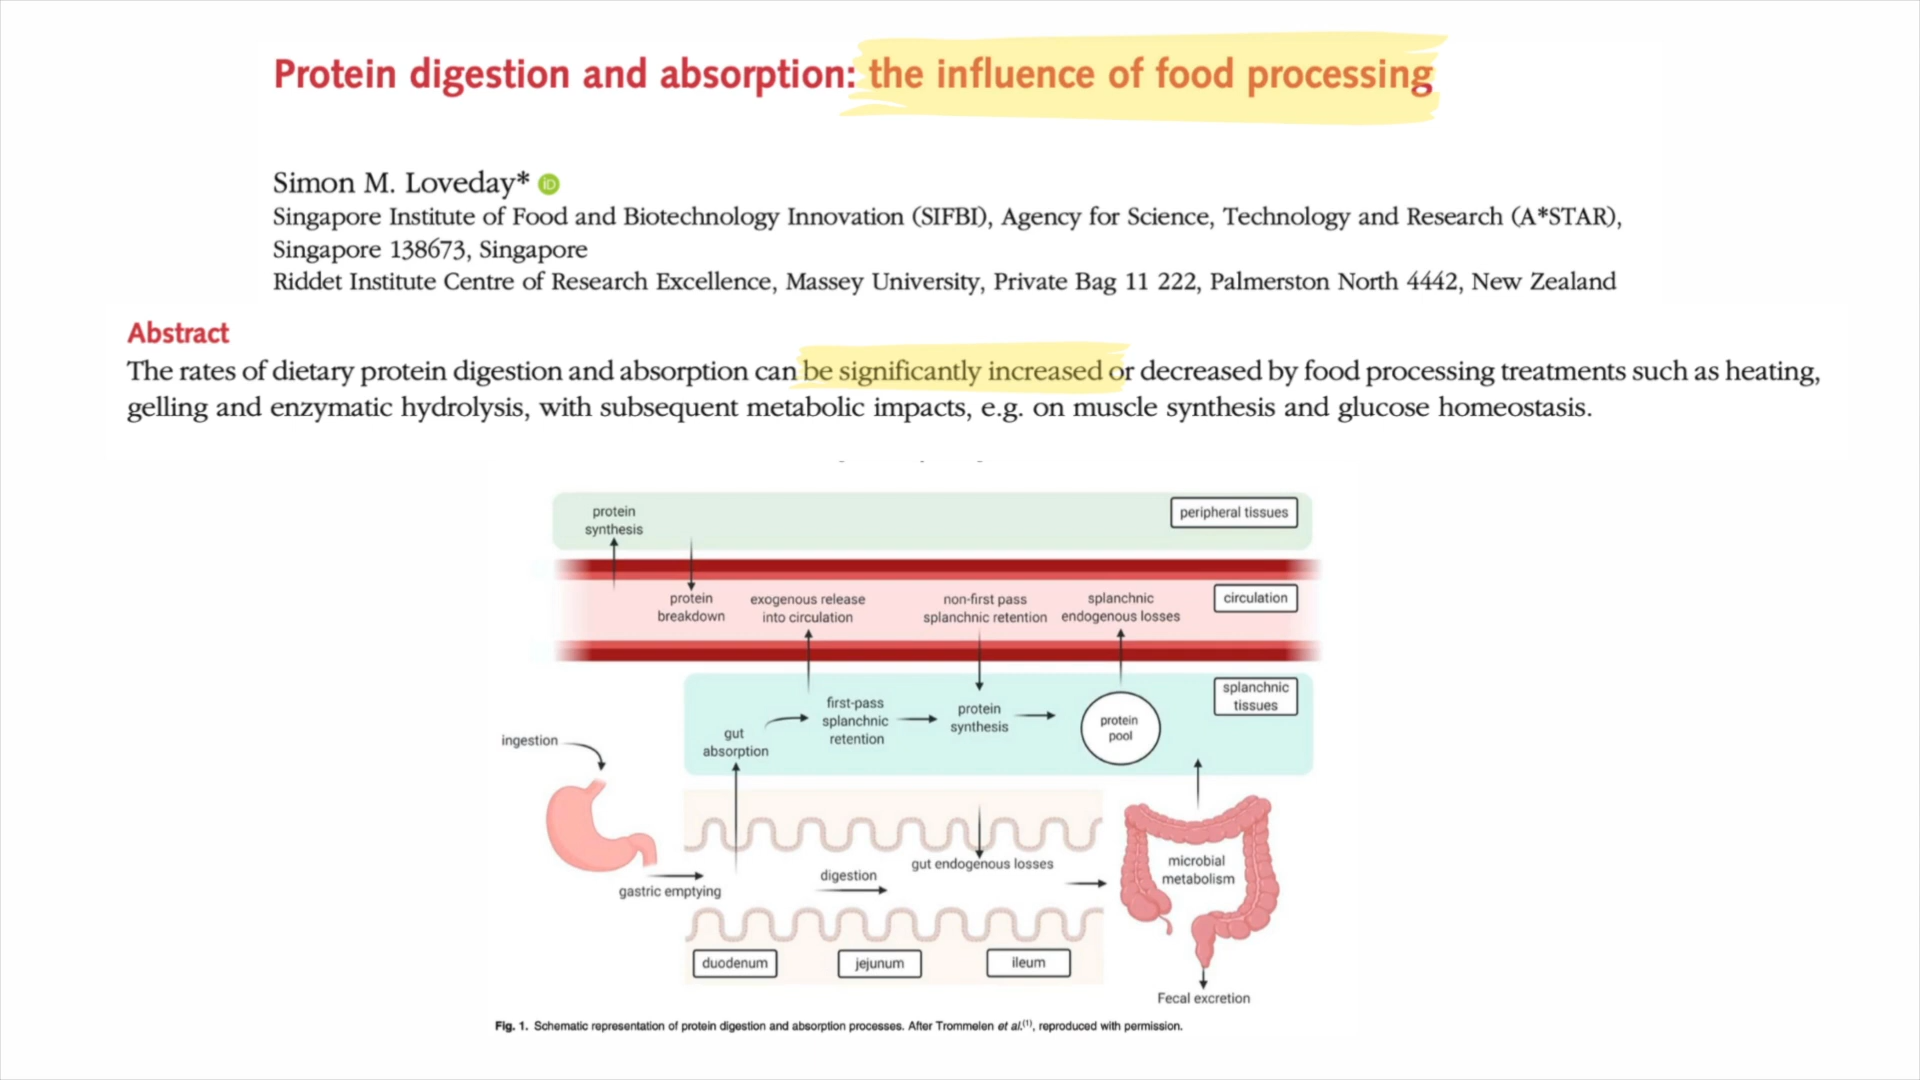 Protein digestion and absorption: the influence of food processing
Simon M. Loveday* iD
Singapore Institute of Food and Biotechnology Innovation (SIFBI), Agency for Science, Technology and Research (A*STAR),
Singapore 138673, Singapore
Riddet Institute Centre of Research Excellence, Massey University, Private Bag 11 222, Palmerston North 4442, New Zealand
Abstract
The rates of dietary protein digestion and absorption can be significantly increased or decreased by food processing treatments such as heating,
gelling and enzymatic hydrolysis, with subsequent metabolic impacts, e.g. on muscle synthesis and glucose homeostasis.
protein
synthesis
peripheral tissues
protein
breakdown
exogenous release
into circulation
non-first pass
splanchnic retention
splanchnic
endogenous losses
circulation
splanchnic
tissues
first-pass
splanchnic
retention
protein
synthesis
protein
pool
gut
absorption
ingestion
gastric emptying
digestion
gut endogenous losses
microbial
metabolism
duodenum
jejunum
ileum
Fecal excretion
Fig. 1. Schematic representation of protein digestion and absorption processes. After Trommelen et al.(1), reproduced with permission.